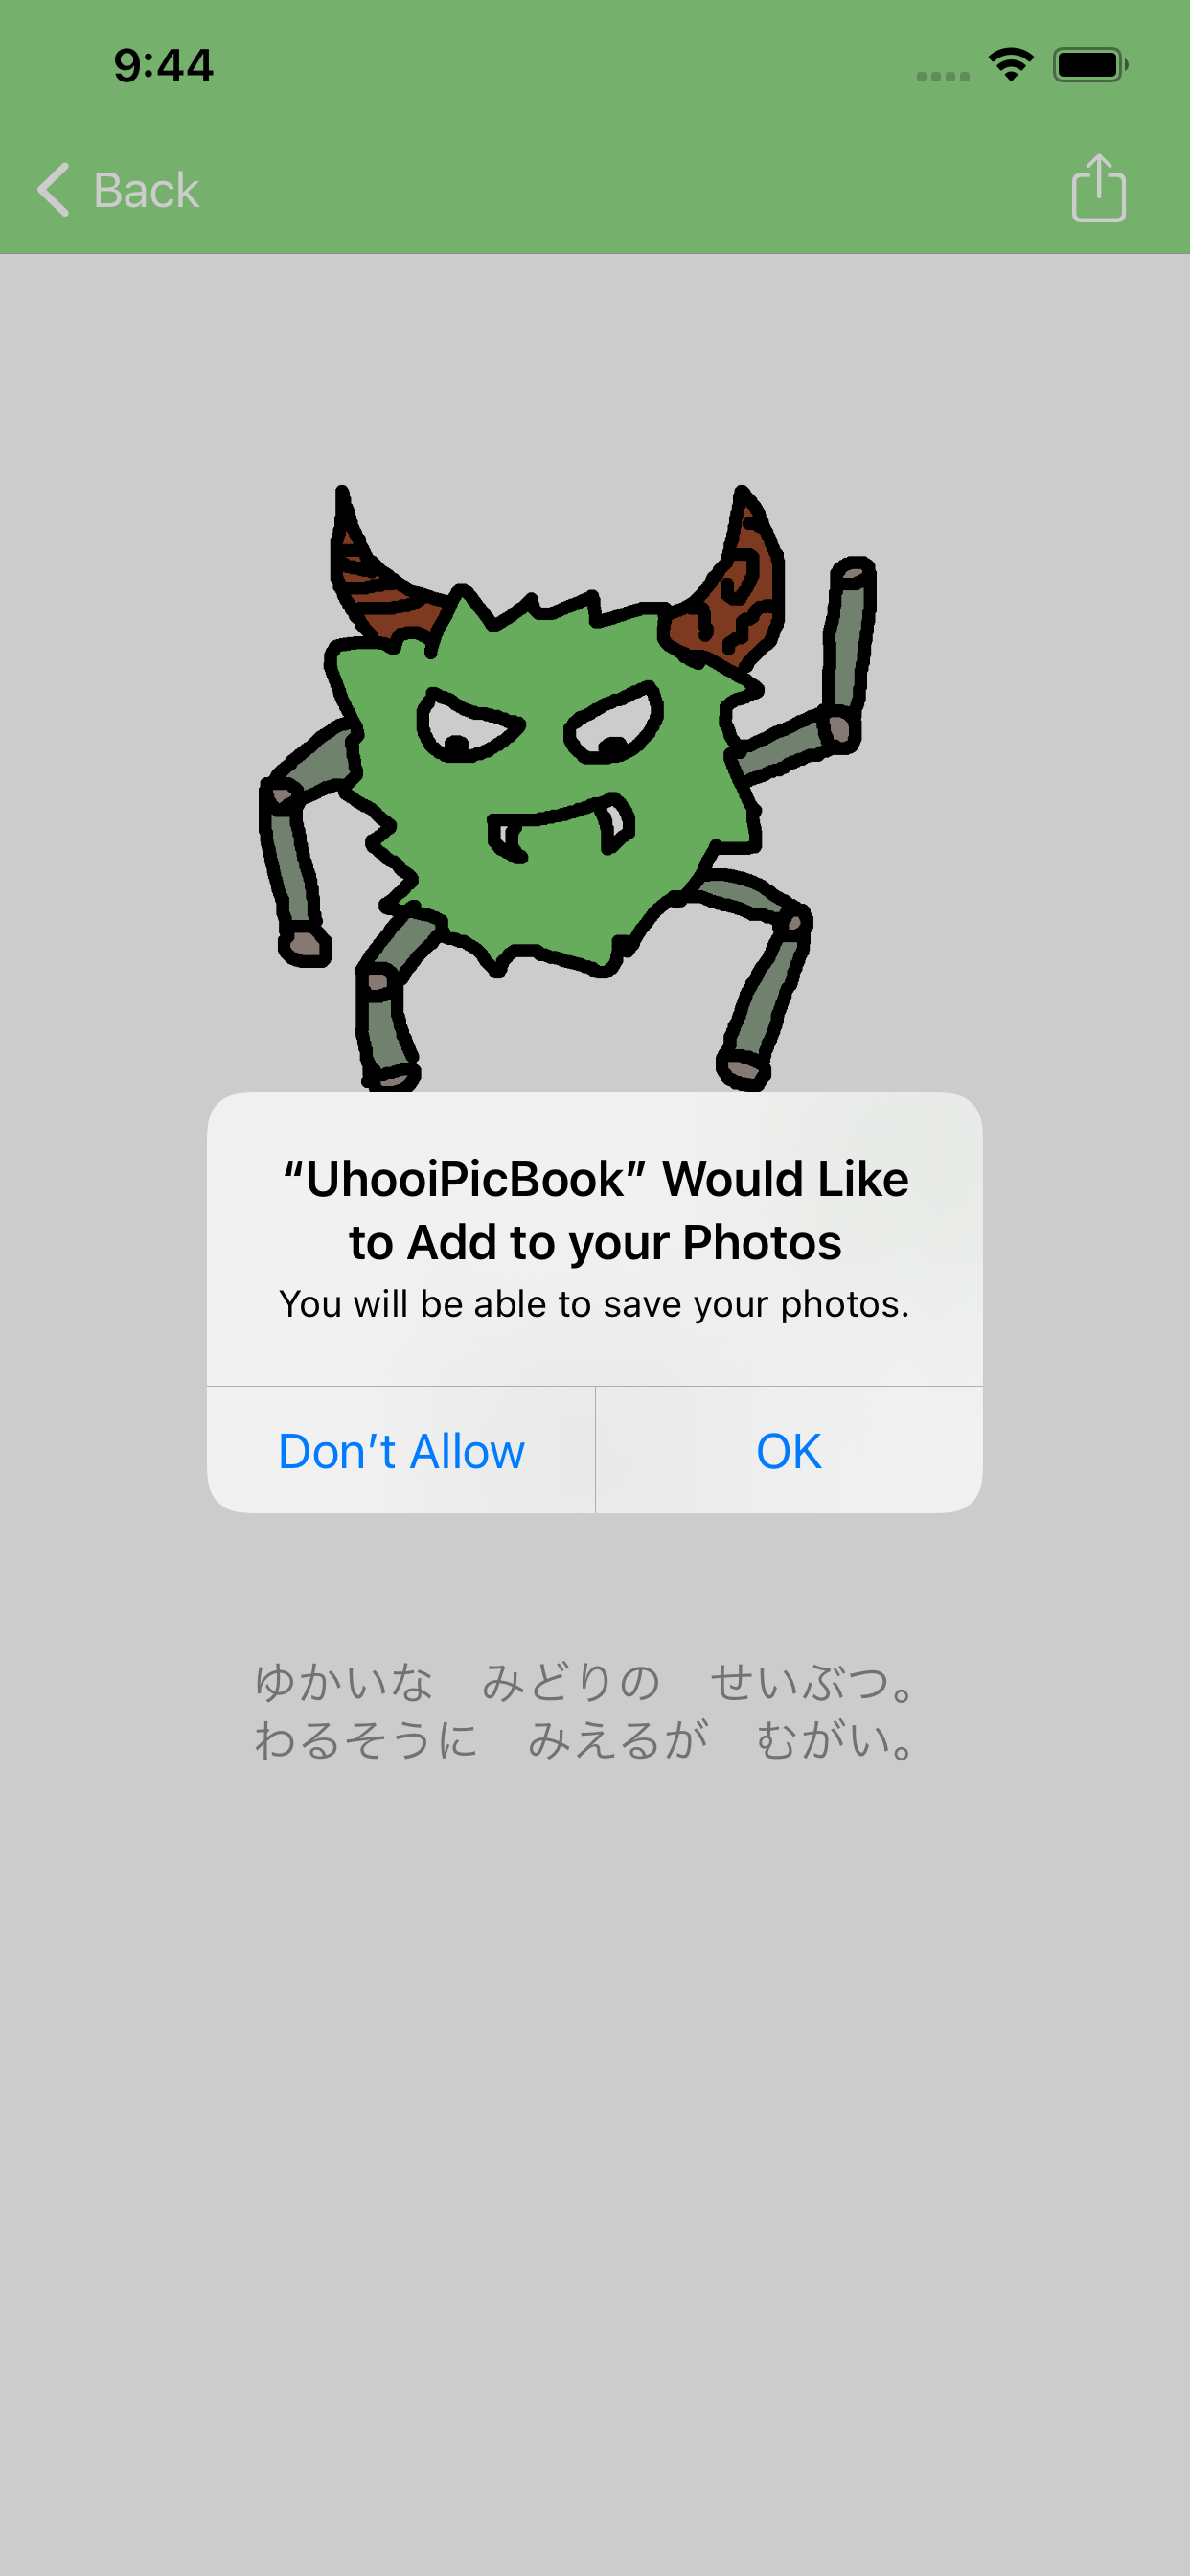 9:44
Back
“UhooiPicBook” Would Like
to Add to your Photos
You will be able to save your photos.
Don’t Allow
OK
ゆかいな　みどりの　せいぶつ。
わるそうに　みえるが　むがい。